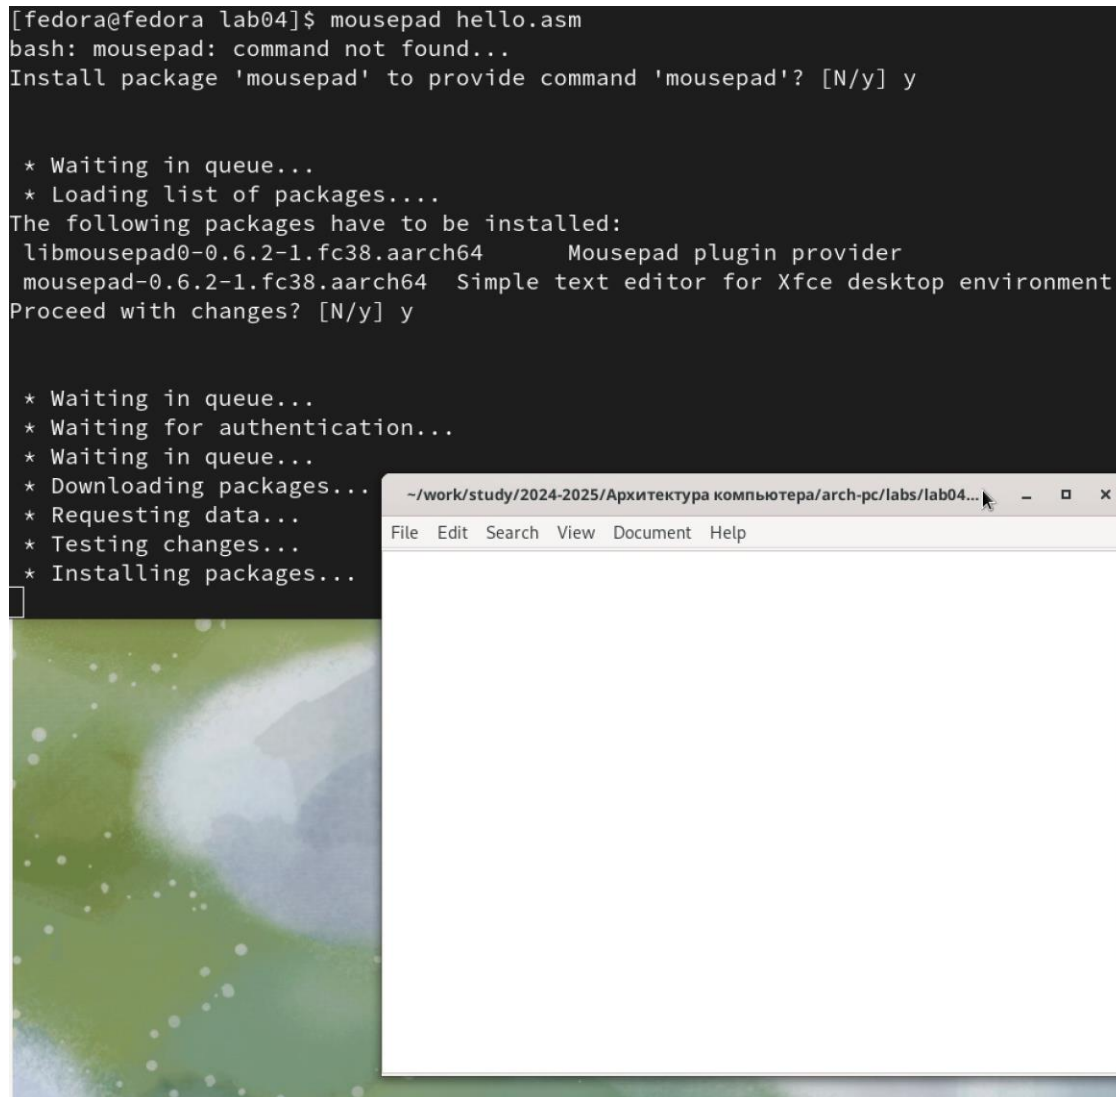 [fedora@fedora lab04]$ mousepad hello.asm
bash: mousepad: command not found...
Install package 'mousepad' to provide command 'mousepad'? [N/y] y
* Waiting in queue...
* Loading list of packages....
The following packages have to be installed:
libmousepad0-0.6.2-1.fc38.aarch64 Mousepad plugin provider
mousepad-0.6.2-1.fc38.aarch64 Simple text editor for Xfce desktop environment
Proceed with changes? [N/y] y
* Waiting in queue...
* Waiting for authentication...
* Waiting in queue...
* Downloading packages...
* Requesting data...
* Testing changes...
* Installing packages...
~/work/study/2024-2025/Архитектура компьютера/arch-pc/labs/lab04...
File Edit Search View Document Help